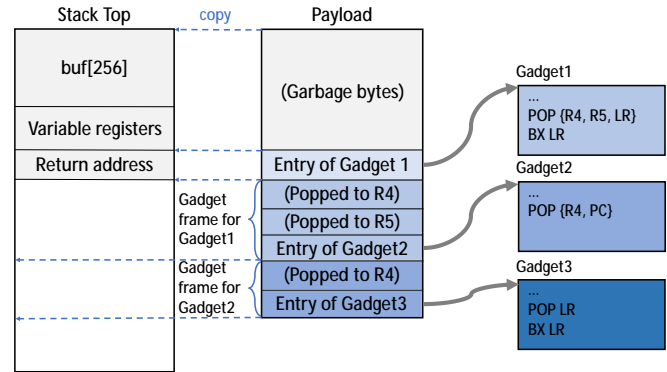 Stack Top
copy
Payload
buf[256]
(Garbage bytes)
Variable registers
Return address
Entry of Gadget 1
Gadget
frame for
Gadget1
(Popped to R4)
(Popped to R5)
Entry of Gadget2
Gadget
frame for
Gadget2
(Popped to R4)
Entry of Gadget3
Gadget1
...
POP {R4, R5, LR}
BX LR
Gadget2
...
POP {R4, PC}
Gadget3
...
POP LR
BX LR